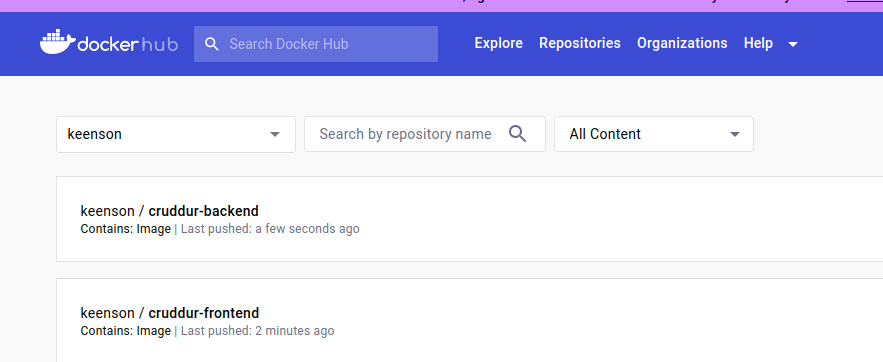 dockerhub
Search Docker Hub
Explore Repositories Organizations Help
keenson
Search by repository name
All Content
keenson / cruddur-backend
Contains: Image | Last pushed: a few seconds ago
keenson / cruddur-frontend
Contains: Image | Last pushed: 2 minutes ago